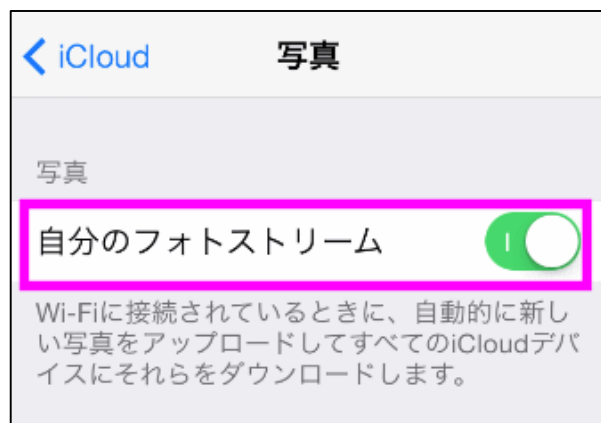 iCloud 写真
写真
自分のフォトストリーム
Wi-Fiに接続されているときに、自動的に新し
い写真をアップロードしてすべてのiCloudデバ
イスにそれらをダウンロードします。